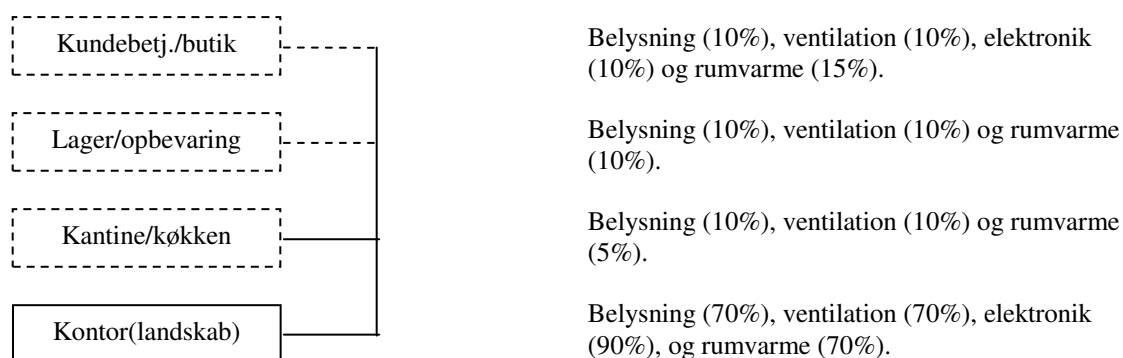 Kundebetj./butik
Belysning (10%), ventilation (10%), elektronik
(10%) og rumvarme (15%).
Lager/opbevaring
Belysning (10%), ventilation (10%) og rumvarme
(10%).
Kantine/køkken
Belysning (10%), ventilation (10%) og rumvarme
(5%).
Kontor(landskab)
Belysning (70%), ventilation (70%), elektronik
(90%), og rumvarme (70%).